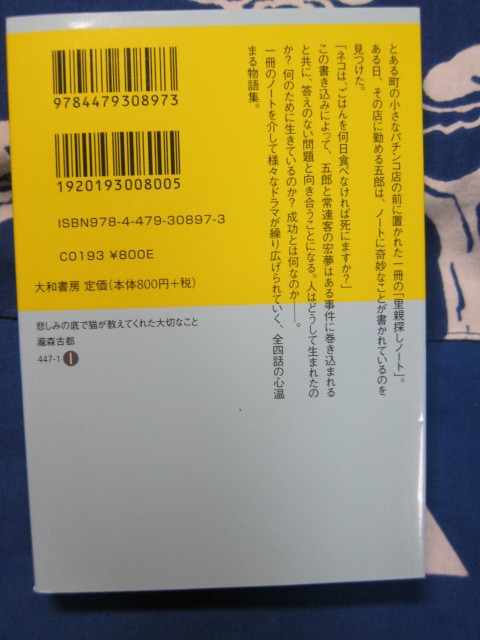 とある町の小さなパチンコ店の前に置かれた一冊の「里親探しノート」。
ある日、その店に勤める五郎は、ノートに奇妙なことが書かれているのを
見つけた。
「ネコは、ごはんを何日食べなければ死にますか?」
この書き込みによって、五郎と常連客の宏夢はある事件に巻き込まれる
と共に、答えのない問題と向き合うことになる。人はどうして生まれたの
か? 何のために生きているのか? 成功とは何なのか――。
一冊のノートを介して様々なドラマが繰り広げられていく、全四話の心温
まる物語集。
9784479308973
1920193008005
ISBN978-4-479-30897-3
C0193 ¥800E
大和書房 定価(本体800円+税)
悲しみの底で猫が教えてくれた大切なこと
瀧森古都
447-1 I